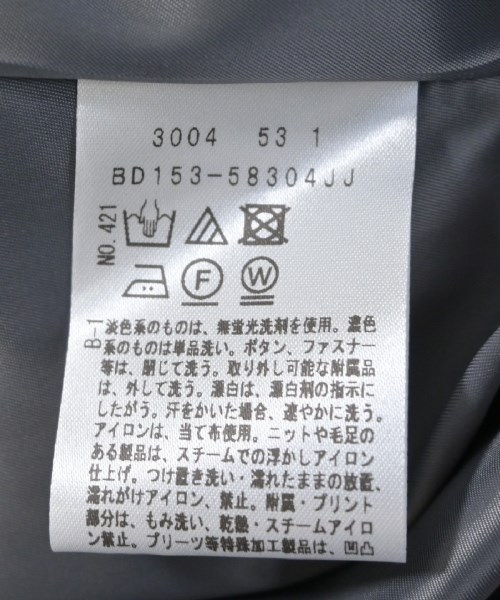 3004 53 1
BD153-58304JJ
NO.421
F W
B-1
淡色系のものは、無蛍光洗剤を使用。濃色
系のものは単品洗い。ボタン、ファスナー
等は、閉じて洗う。取り外し可能な附属品
は、外して洗う。漂白は、漂白剤の指示に
したがう。汗をかいた場合、速やかに洗う。
アイロンは、当て布使用。ニットや毛足の
ある製品は、スチームでの浮かしアイロン
仕上げ。つけ置き洗い・濡れたままの放置、
濡れがけアイロン、禁止。附属・プリント
部分は、もみ洗い、乾熱・スチームアイロ
ン禁止。プリーツ等特殊加工製品は、凹凸